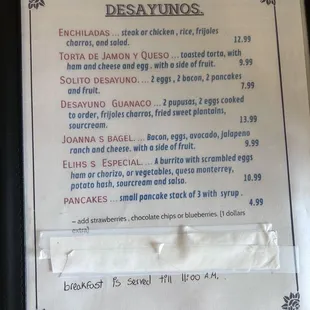 DESAYUNOS.
ENCHILADAS ... steak or chicken , rice, frijoles
charros, and salad. 12.99
TORTA DE JAMON Y QUESO ... toasted torta, with
ham and cheese and egg . with a side of fruit. 9.99
SOLITO DESAYUNO. ... 2 eggs , 2 bacon, 2 pancakes
and fruit. 7.99
DESAYUNO GUANACO ... 2 pupusas, 2 eggs cooked
to order, frijoles charros, fried sweet plantains,
sourcream. 13.99
JOANNA S BAGEL... Bacon, eggs, avocado, jalapeno
ranch and cheese. with a side of fruit. 9.99
ELIHS S ESPECIAL... A burrito with scrambled eggs
ham or chorizo, or vegetables, queso monterrey,
potato hash, sourcream and salsa. 10.99
PANCAKES ... small pancake stack of 3 with syrup .
4.99
~ add strawberries , chocolate chips or blueberries. (1 dollars
extra)
breakfast is served till 11:00 AM.